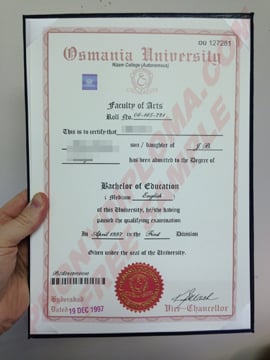 OU 127281
Osmania University
Nizam College (Autonomous)
Faculty of Arts
Roll No. 06-165-221
This is to certify that
son / daughter of J.B.
has been admitted to the Degree of
Bachelor of Education
( Medium English )
of this University, he/she having
passed the qualifying examination
In April 1997 in the First Division
Given under the seal of the University.
Hyderabad
Dated 19 DEC 1997
Vice-Chancellor